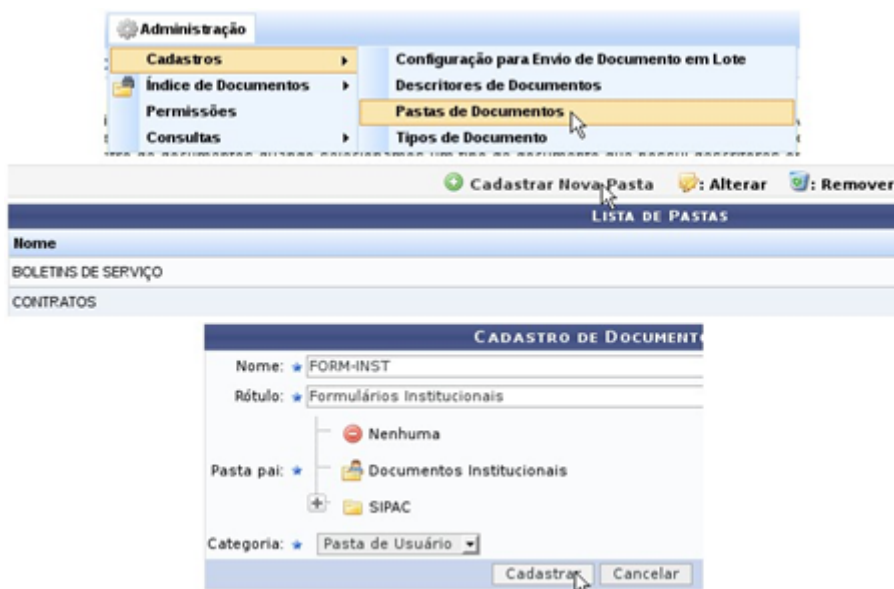 Administração
Cadastros
Configuração para Envio de Documento em Lote
Índice de Documentos
Descritores de Documentos
Permissões
Pastas de Documentos
Consultas
Tipos de Documento
Cadastrar Nova Pasta : Alterar : Remover
LISTA DE PASTAS
Nome
BOLETINS DE SERVIÇO
CONTRATOS
CADASTRO DE DOCUMENT
Nome: FORM-INST
Rótulo: Formulários Institucionais
Nenhuma
Pasta pai: Documentos Institucionais
SIPAC
Categoria: Pasta de Usuário
Cadastrar Cancelar